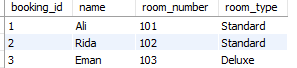 booking_id name room_number room_type
1 Ali 101 Standard
2 Rida 102 Standard
3 Eman 103 Deluxe